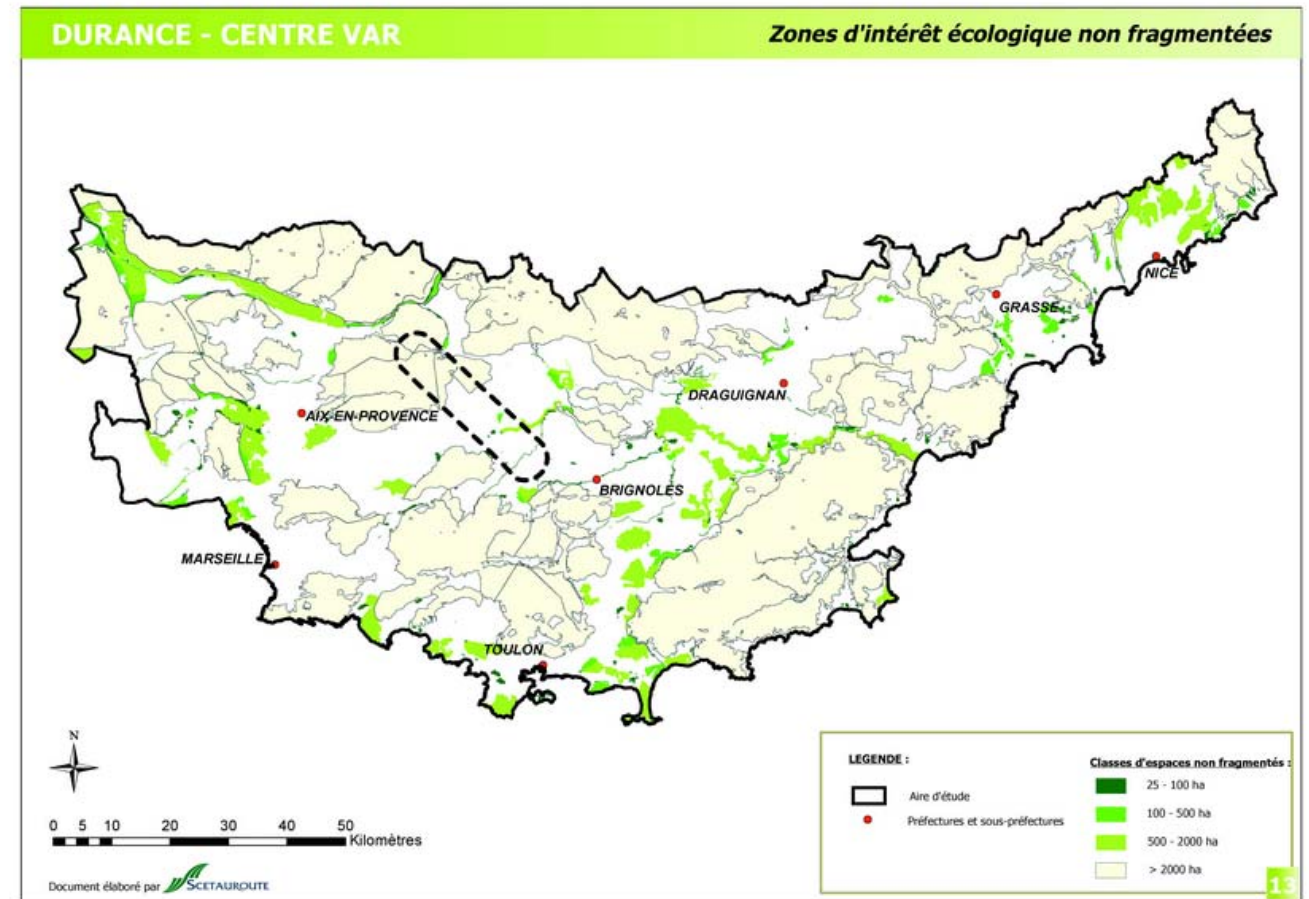 DURANCE - CENTRE VAR
Zones d'intérêt écologique non fragmentées
NICE
GRASSE
DRAGUIGNAN
AIX-EN-PROVENCE
BRIGNOLES
MARSEILLE
TOULON
N
0 5 10 20 30 40 50
Kilomètres
Document élaboré par SCETAUROUTE
LEGENDE :
Aire d'étude
Préfectures et sous-préfectures
Classes d'espaces non fragmentés :
25 - 100 ha
100 - 500 ha
500 - 2000 ha
> 2000 ha
13